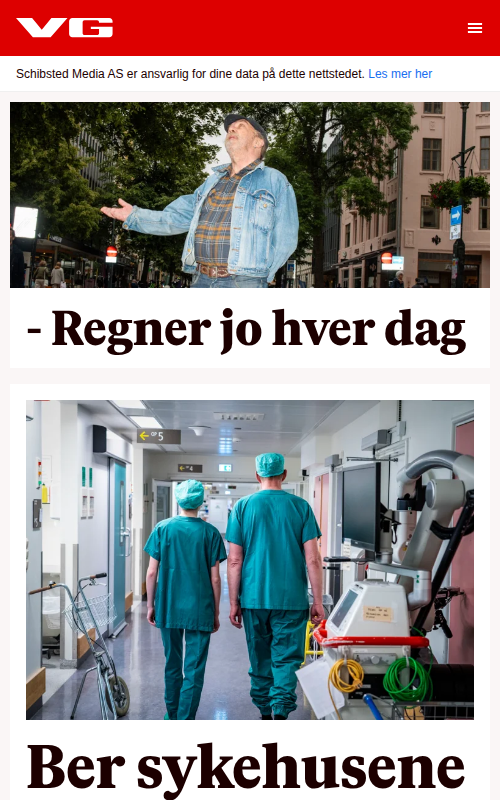 VG
Schibsted Media AS er ansvarlig for dine data på dette nettstedet. Les mer her
- Regner jo hver dag
OP 5
Ber sykehusene